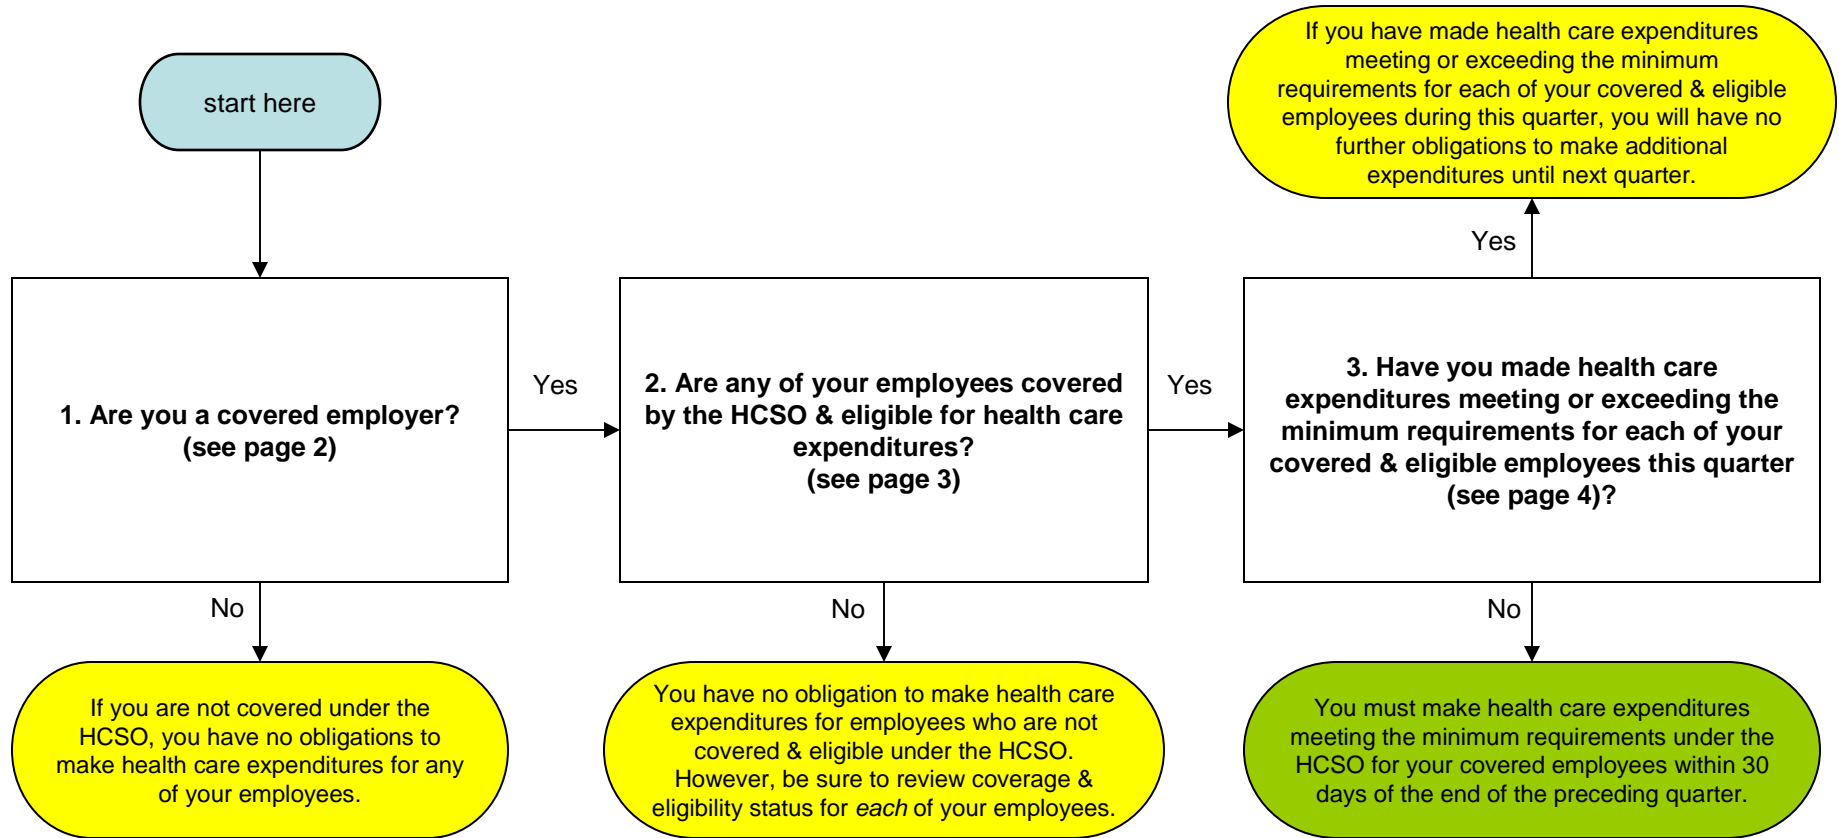 start here
If you have made health care expenditures
meeting or exceeding the minimum
requirements for each of your covered & eligible
employees during this quarter, you will have no
further obligations to make additional
expenditures until next quarter.
Yes
1. Are you a covered employer?
(see page 2)
Yes
2. Are any of your employees covered
by the HCSO & eligible for health care
expenditures?
(see page 3)
Yes
3. Have you made health care
expenditures meeting or exceeding the
minimum requirements for each of your
covered & eligible employees this quarter
(see page 4)?
No
No
No
If you are not covered under the
HCSO, you have no obligations to
make health care expenditures for any
of your employees.
You have no obligation to make health care
expenditures for employees who are not
covered & eligible under the HCSO.
However, be sure to review coverage &
eligibility status for each of your employees.
You must make health care expenditures
meeting the minimum requirements under the
HCSO for your covered employees within 30
days of the end of the preceding quarter.